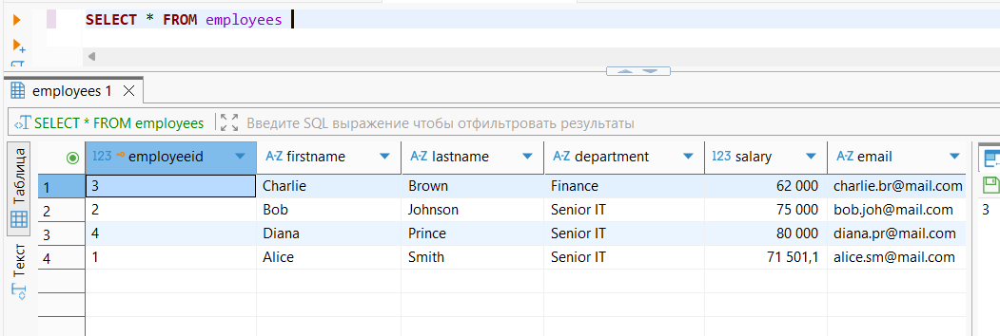 SELECT * FROM employees
employees 1
SELECT * FROM employees Введите SQL выражение чтобы отфильтровать результаты
Таблица
Текст
123 employeeid A-Z firstname A-Z lastname A-Z department 123 salary A-Z email
1 3 Charlie Brown Finance 62 000 charlie.br@mail.com
2 2 Bob Johnson Senior IT 75 000 bob.joh@mail.com
3 4 Diana Prince Senior IT 80 000 diana.pr@mail.com
4 1 Alice Smith Senior IT 71 501,1 alice.sm@mail.com
3